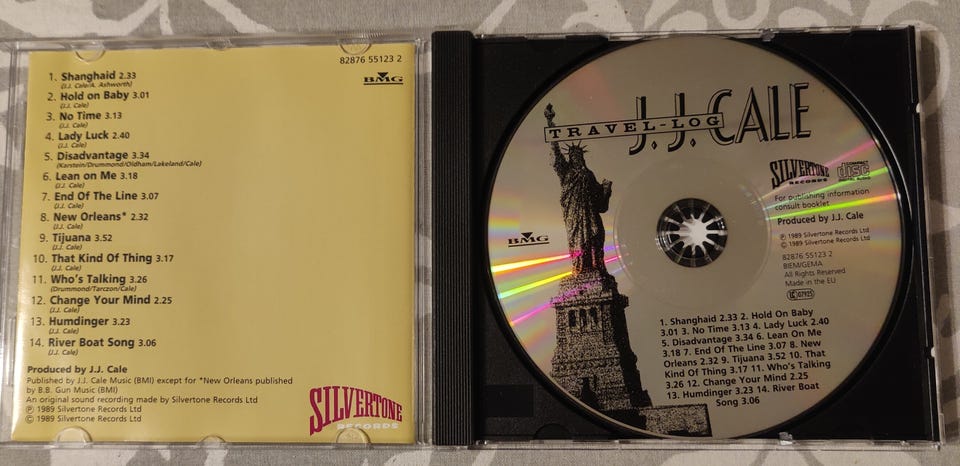 82876 55123 2
BMG
1. Shanghaid 2.33
(J.J. Cale/A. Ashworth)
2. Hold on Baby 3.01
(J.J. Cale)
3. No Time 3.13
(J.J. Cale)
4. Lady Luck 2.40
(J.J. Cale)
5. Disadvantage 3.34
(Karstein/Drummond/Oldham/Lakeland/Cale)
6. Lean on Me 3.18
(J.J. Cale)
7. End Of The Line 3.07
(J.J. Cale)
8. New Orleans* 2.32
(J.J. Cale)
9. Tijuana 3.52
(J.J. Cale)
10. That Kind Of Thing 3.17
(J.J. Cale)
11. Who's Talking 3.26
(Drummond/Tarczon/Cale)
12. Change Your Mind 2.25
(J.J. Cale)
13. Humdinger 3.23
(J.J. Cale)
14. River Boat Song 3.06
(J.J. Cale)
Produced by J.J. Cale
Published by J.J. Cale Music (BMI) except for *New Orleans published
by B.B. Gun Music (BMI)
An original sound recording made by Silvertone Records Ltd
℗ 1989 Silvertone Records Ltd
© 1989 Silvertone Records Ltd
SILVERTONE
RECORDS
J.J. CALE
TRAVEL-LOG
SILVERTONE
RECORDS
COMPACT
disc
DIGITAL AUDIO
For publishing information
consult booklet
Produced by J.J. Cale
℗ 1989 Silvertone Records Ltd
© 1989 Silvertone Records Ltd
BMG
82876 55123 2
BIEM/GEMA
All Rights Reserved
Made in the EU
LC 07925
1. Shanghaid 2.33 2. Hold On Baby
3.01 3. No Time 3.13 4. Lady Luck 2.40
5. Disadvantage 3.34 6. Lean On Me
3.18 7. End Of The Line 3.07 8. New
Orleans 2.32 9. Tijuana 3.52 10. That
Kind Of Thing 3.17 11. Who's Talking
3.26 12. Change Your Mind 2.25
13. Humdinger 3.23 14. River Boat
Song 3.06